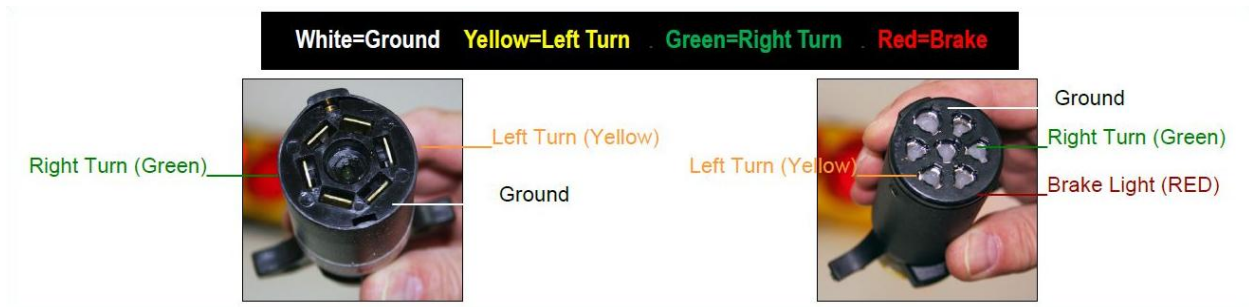 White=Ground Yellow=Left Turn . Green=Right Turn . Red=Brake
Right Turn (Green)
Left Turn (Yellow)
Ground
Ground
Left Turn (Yellow)
Right Turn (Green)
Brake Light (RED)